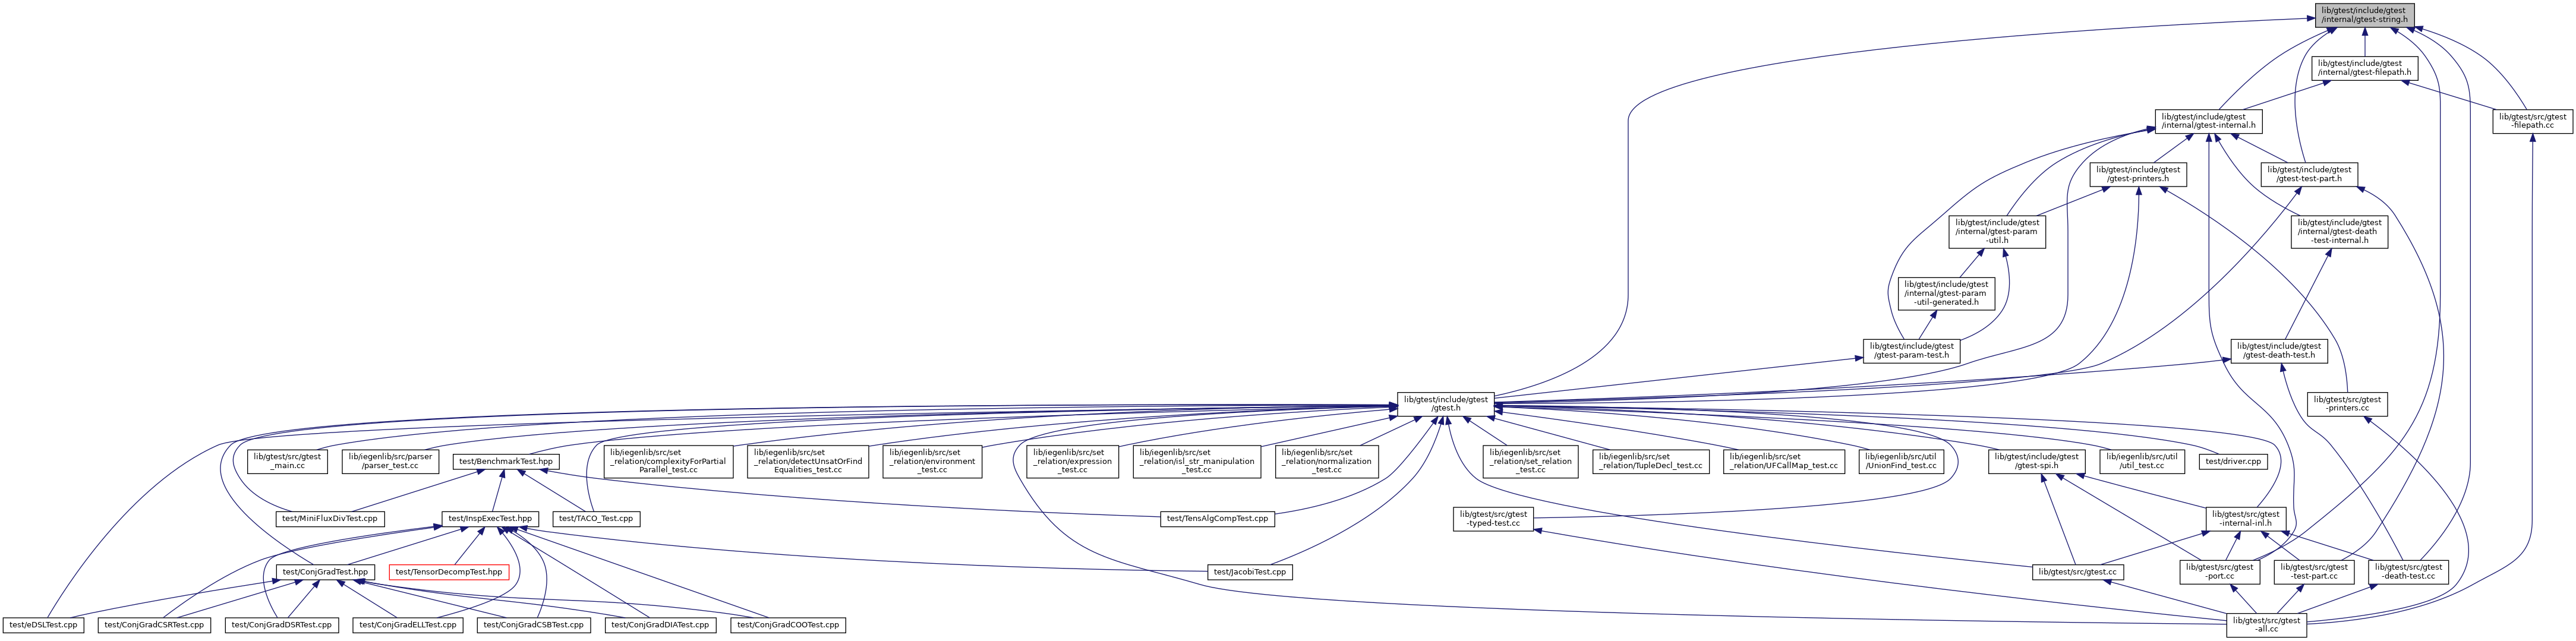 lib/gtest/include/gtest
/internal/gtest-string.h
lib/gtest/include/gtest
/internal/gtest-filepath.h
lib/gtest/include/gtest
/internal/gtest-internal.h
lib/gtest/src/gtest
-filepath.cc
lib/gtest/include/gtest
/gtest-printers.h
lib/gtest/include/gtest
/gtest-test-part.h
lib/gtest/include/gtest
/internal/gtest-param
-util.h
lib/gtest/include/gtest
/internal/gtest-death
-test-internal.h
lib/gtest/include/gtest
/internal/gtest-param
-util-generated.h
lib/gtest/include/gtest
/gtest-param-test.h
lib/gtest/include/gtest
/gtest-death-test.h
lib/gtest/include/gtest
/gtest.h
lib/gtest/src/gtest
-printers.cc
lib/gtest/src/gtest
_main.cc
lib/iegenlib/src/parser
/parser_test.cc
test/BenchmarkTest.hpp
lib/iegenlib/src/set
_relation/complexityForPartial
Parallel_test.cc
lib/iegenlib/src/set
_relation/detectUnsatOrFind
Equalities_test.cc
lib/iegenlib/src/set
_relation/environment
_test.cc
lib/iegenlib/src/set
_relation/expression
_test.cc
lib/iegenlib/src/set
_relation/isl_str_manipulation
_test.cc
lib/iegenlib/src/set
_relation/normalization
_test.cc
lib/iegenlib/src/set
_relation/set_relation
_test.cc
lib/iegenlib/src/set
_relation/TupleDecl_test.cc
lib/iegenlib/src/set
_relation/UFCallMap_test.cc
lib/iegenlib/src/util
/UnionFind_test.cc
lib/gtest/include/gtest
/gtest-spi.h
lib/iegenlib/src/util
/util_test.cc
test/driver.cpp
test/MiniFluxDivTest.cpp
test/InspExecTest.hpp
test/TACO_Test.cpp
test/TensAlgCompTest.cpp
lib/gtest/src/gtest
-typed-test.cc
lib/gtest/src/gtest
-internal-inl.h
test/ConjGradTest.hpp
test/TensorDecompTest.hpp
test/JacobiTest.cpp
lib/gtest/src/gtest.cc
lib/gtest/src/gtest
-port.cc
lib/gtest/src/gtest
-test-part.cc
lib/gtest/src/gtest
-death-test.cc
test/eDSLTest.cpp
test/ConjGradCSRTest.cpp
test/ConjGradDSRTest.cpp
test/ConjGradELLTest.cpp
test/ConjGradCSBTest.cpp
test/ConjGradDIATest.cpp
test/ConjGradCOOTest.cpp
lib/gtest/src/gtest
-all.cc